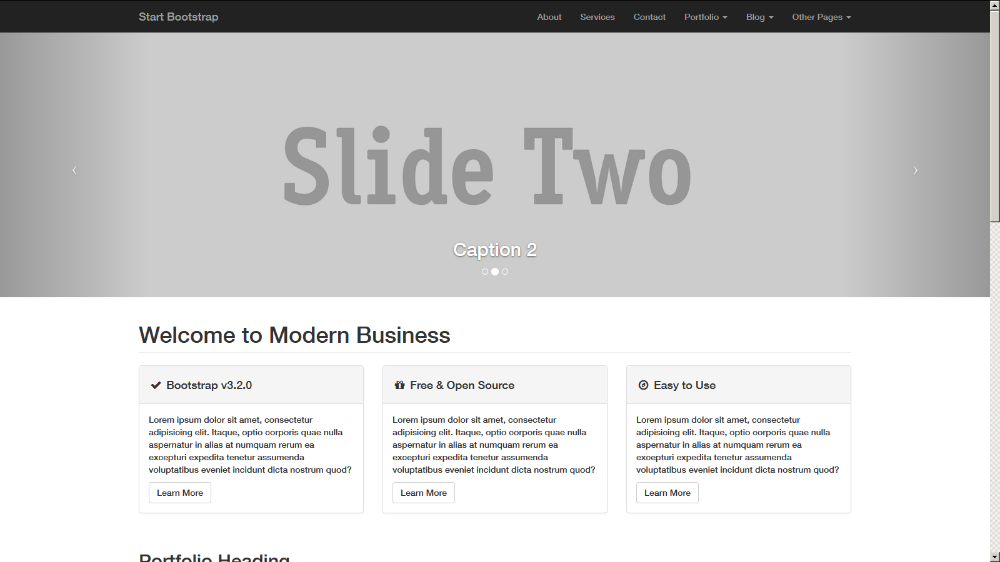 Start Bootstrap
About Services Contact Portfolio Blog Other Pages
Slide Two
Caption 2
Welcome to Modern Business
Bootstrap v3.2.0
Lorem ipsum dolor sit amet, consectetur
adipisicing elit. Itaque, optio corporis quae nulla
aspernatur in alias at numquam rerum ea
excepturi expedita tenetur assumenda
voluptatibus eveniet incidunt dicta nostrum quod?
Learn More
Free & Open Source
Lorem ipsum dolor sit amet, consectetur
adipisicing elit. Itaque, optio corporis quae nulla
aspernatur in alias at numquam rerum ea
excepturi expedita tenetur assumenda
voluptatibus eveniet incidunt dicta nostrum quod?
Learn More
Easy to Use
Lorem ipsum dolor sit amet, consectetur
adipisicing elit. Itaque, optio corporis quae nulla
aspernatur in alias at numquam rerum ea
excepturi expedita tenetur assumenda
voluptatibus eveniet incidunt dicta nostrum quod?
Learn More
Portfolio Heading